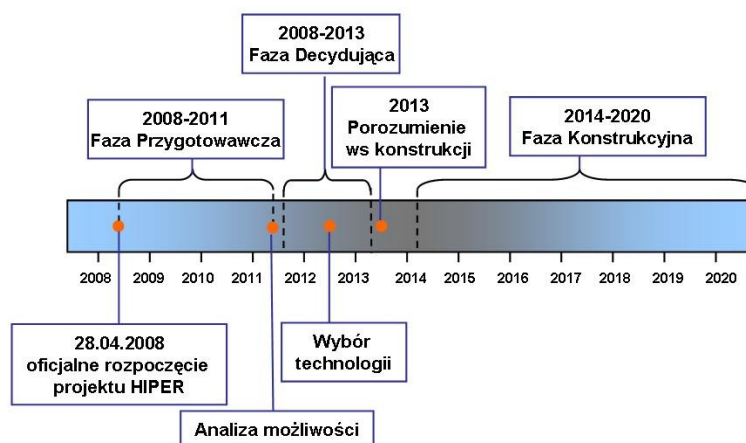 2008-2013
Faza Decydująca
2008-2011
Faza Przygotowawcza
2013
Porozumienie
ws konstrukcji
2014-2020
Faza Konstrukcyjna
2008 2009 2010 2011 2012 2013 2014 2015 2016 2017 2018 2019 2020
28.04.2008
oficjalne rozpoczęcie
projektu HIPER
Wybór
technologii
Analiza możliwości